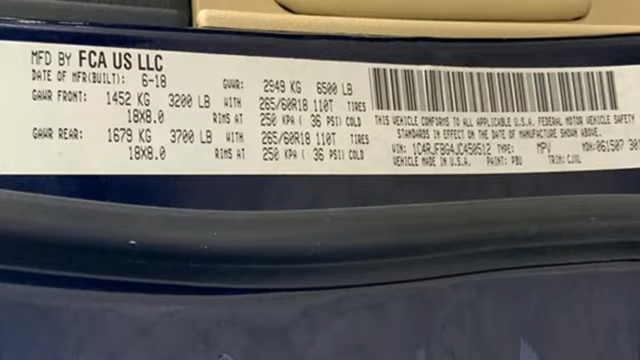 MFD BY FCA US LLC
DATE OF MFR(BUILT): 6-18 GVWR: 2949 KG 6500 LB
GAWR FRONT: 1452 KG 3200 LB WITH 265/60R18 110T TIRES
18X8.0 RIMS AT 250 KPA ( 36 PSI) COLD
GAWR REAR: 1679 KG 3700 LB WITH 265/60R18 110T TIRES
18X8.0 RIMS AT 250 KPA ( 36 PSI) COLD
THIS VEHICLE CONFORMS TO ALL APPLICABLE U.S.A. FEDERAL MOTOR VEHICLE SAFETY
STANDARDS IN EFFECT ON THE DATE OF MANUFACTURE SHOWN ABOVE.
VIN: 1C4RJFBG4JC450512 TYPE: MPV MDH: 061507 301
MADE IN U.S.A. PAINT: PBU TRIM: CJXL